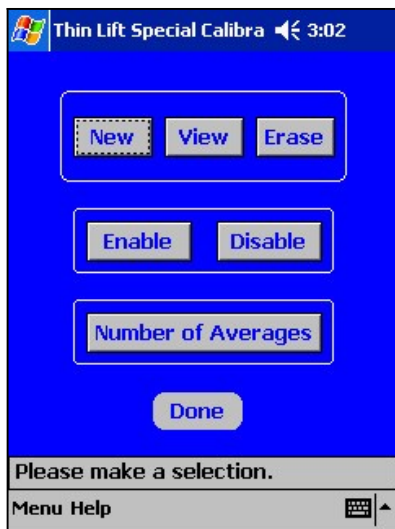 Thin Lift Special Calibra 3:02
New View Erase
Enable Disable
Number of Averages
Done
Please make a selection.
Menu Help